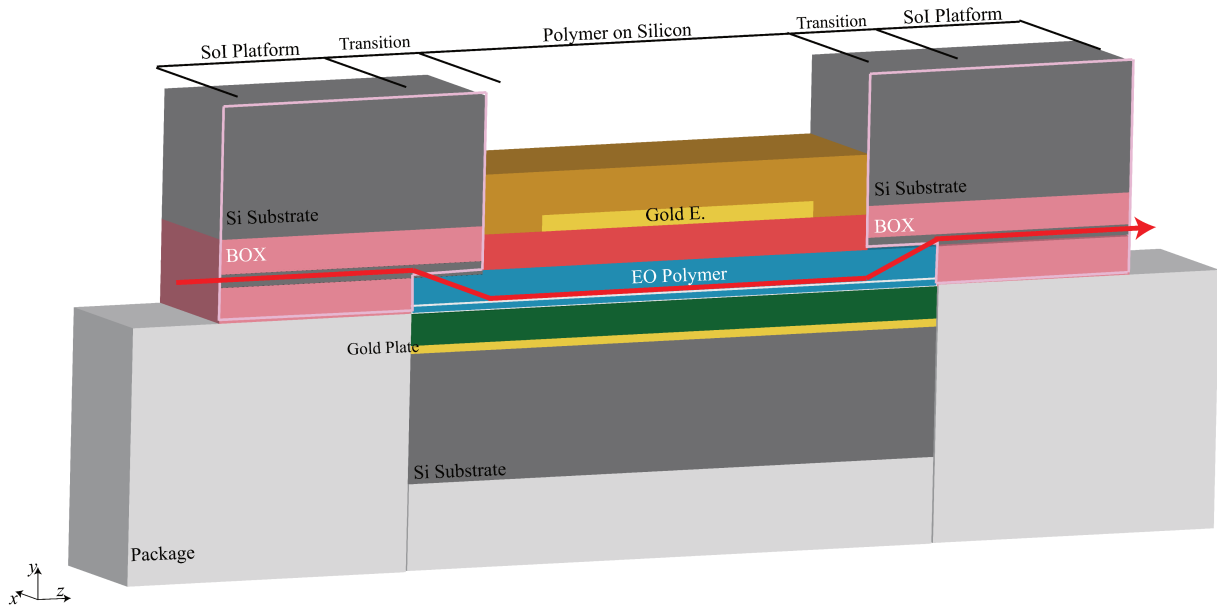 SoI Platform
Transition
Polymer on Silicon
Transition
SoI Platform
Si Substrate
BOX
Gold E.
Si Substrate
BOX
EO Polymer
Gold Plate
Si Substrate
Package
y
x
z